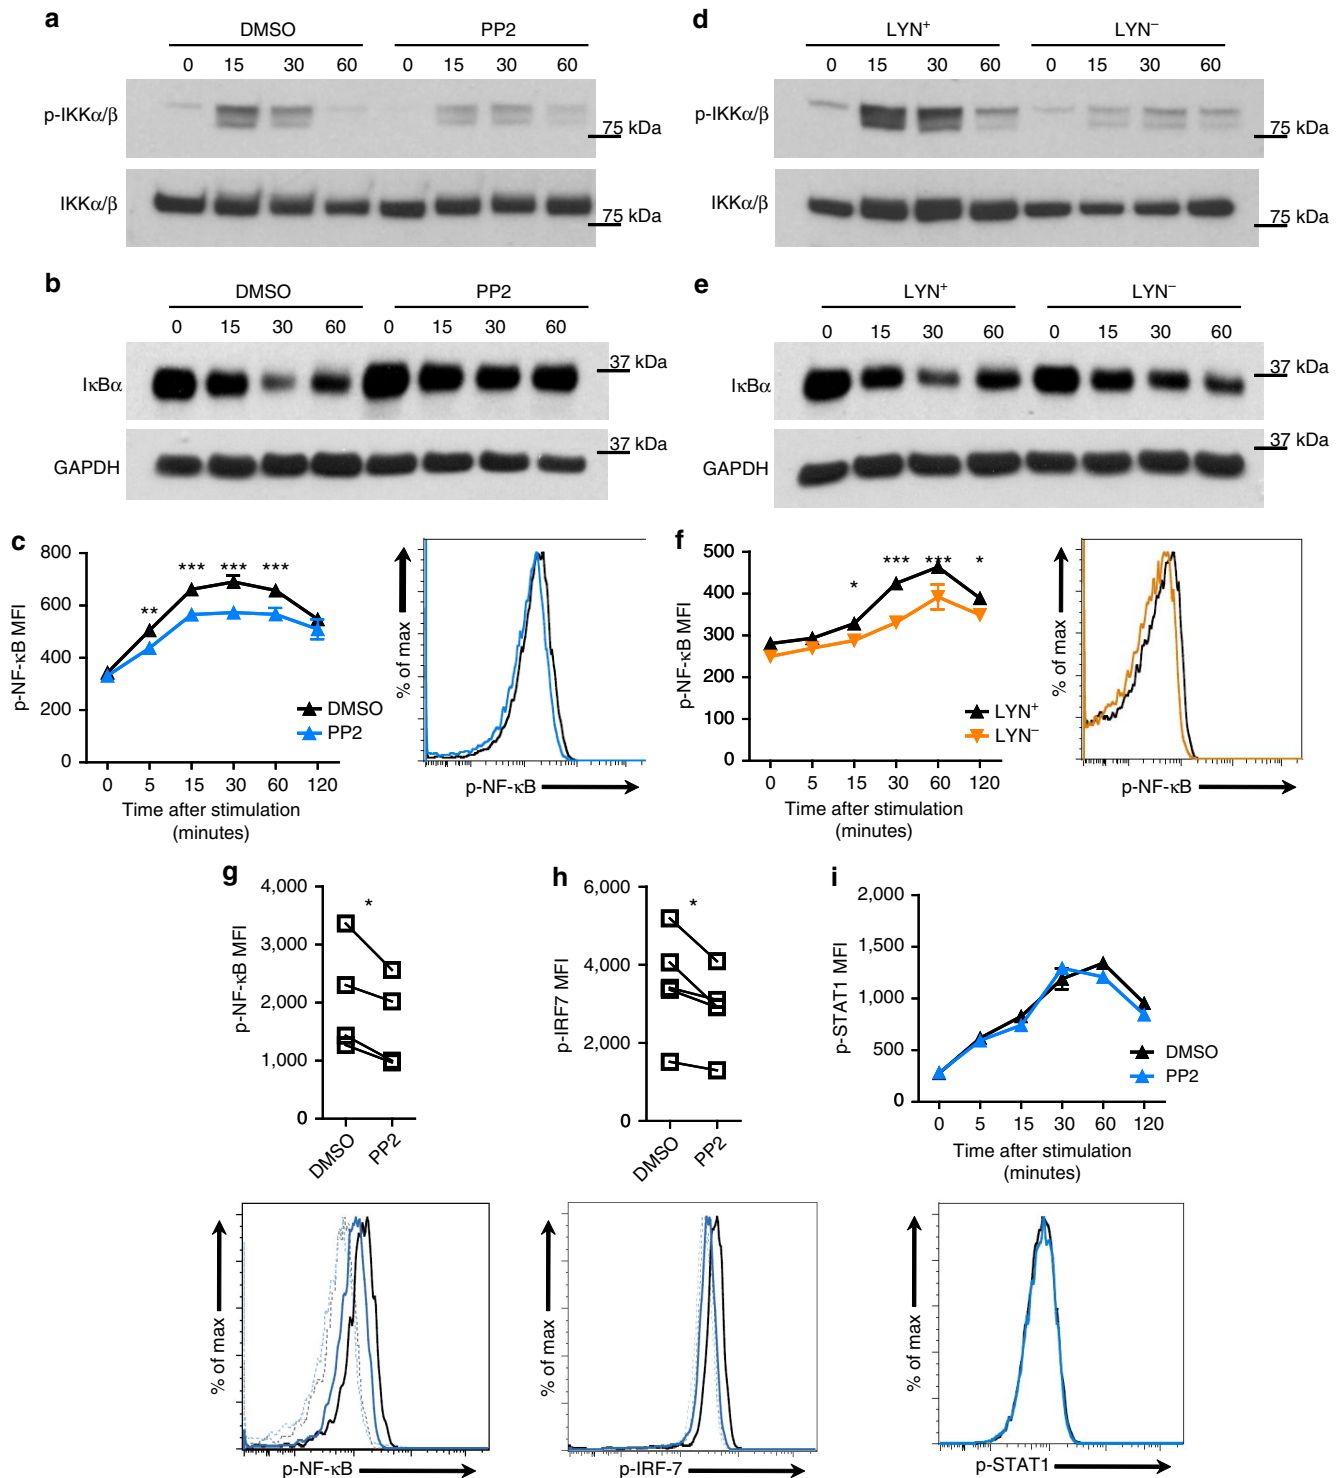 a
DMSO PP2
0 15 30 60 0 15 30 60
p-IKKα/β
75 kDa
IKKα/β
75 kDa
d
LYN⁺ LYN⁻
0 15 30 60 0 15 30 60
p-IKKα/β
75 kDa
IKKα/β
75 kDa
b
DMSO PP2
0 15 30 60 0 15 30 60
IκBα
37 kDa
GAPDH
37 kDa
e
LYN⁺ LYN⁻
0 15 30 60 0 15 30 60
IκBα
37 kDa
GAPDH
37 kDa
c
p-NF-κB MFI
800
600
400
200
0
** *** *** ***
DMSO
PP2
0 5 15 30 60 120
Time after stimulation
(minutes)
% of max
p-NF-κB
f
p-NF-κB MFI
500
400
300
200
100
0
* *** *** *
LYN⁺
LYN⁻
0 5 15 30 60 120
Time after stimulation
(minutes)
% of max
p-NF-κB
g
p-NF-κB MFI
4,000
3,000
2,000
1,000
0
*
DMSO PP2
% of max
p-NF-κB
h
p-IRF7 MFI
6,000
4,000
2,000
0
*
DMSO PP2
% of max
p-IRF-7
i
p-STAT1 MFI
2,000
1,500
1,000
500
0
DMSO
PP2
0 5 15 30 60 120
Time after stimulation
(minutes)
% of max
p-STAT1